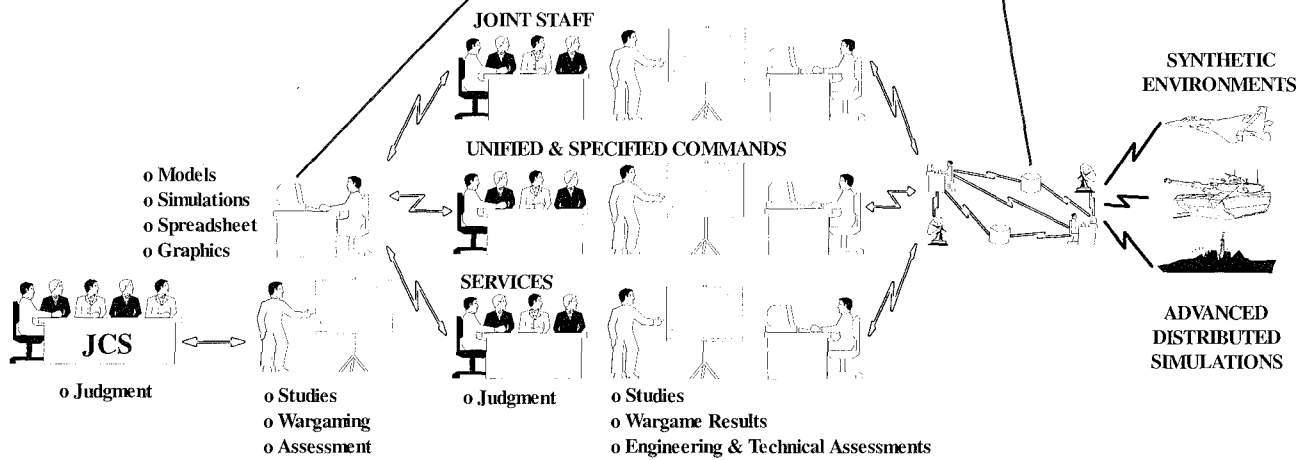 JOINT STAFF
SYNTHETIC
ENVIRONMENTS
UNIFIED & SPECIFIED COMMANDS
o Models
o Simulations
o Spreadsheet
o Graphics
SERVICES
JCS
o Judgment
o Studies
o Wargaming
o Assessment
o Judgment
o Studies
o Wargame Results
o Engineering & Technical Assessments
ADVANCED
DISTRIBUTED
SIMULATIONS